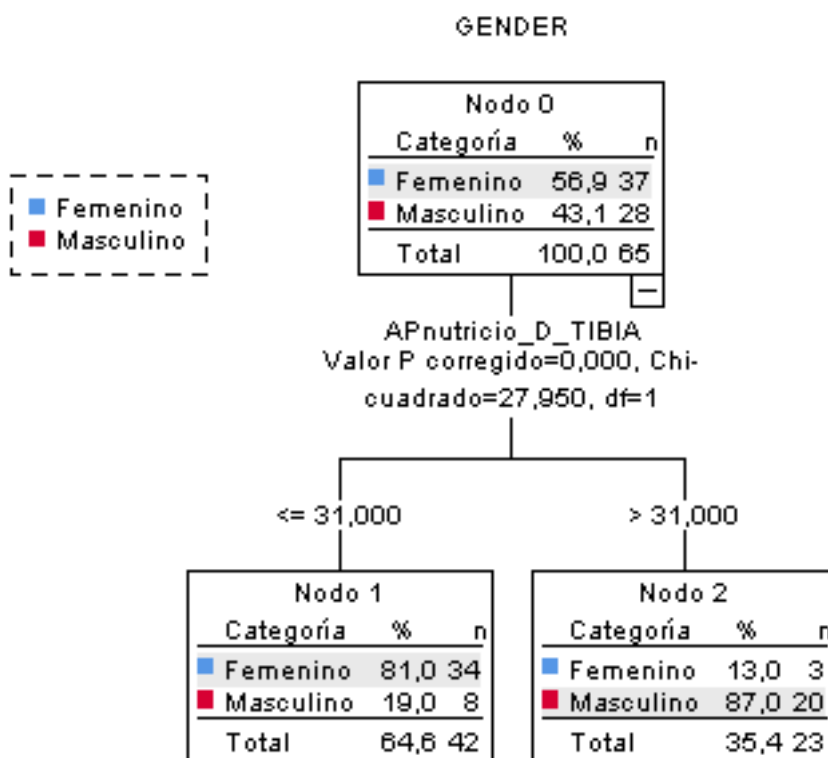 GENDER
Femenino
Masculino
Nodo 0
Categoría % n
Femenino 56,9 37
Masculino 43,1 28
Total 100,0 65
APnutricio_D_TIBIA
Valor P corregido=0,000, Chi-
cuadrado=27,950, df=1
<= 31,000
> 31,000
Nodo 1
Categoría % n
Femenino 81,0 34
Masculino 19,0 8
Total 64,6 42
Nodo 2
Categoría % n
Femenino 13,0 3
Masculino 87,0 20
Total 35,4 23